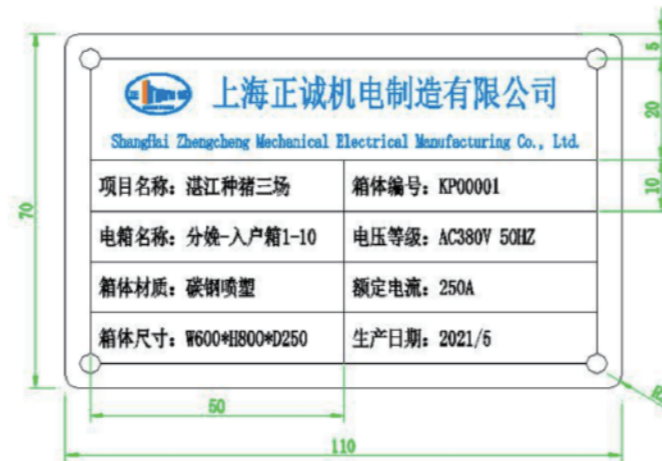 上海正诚机电制造有限公司
ShangHai Zhengcheng Mechanical Electrical Manufacturing Co., Ltd.
项目名称：湛江种猪三场 箱体编号：KP00001
电箱名称：分娩-入户箱1-10 电压等级：AC380V 50HZ
箱体材质：碳钢喷塑 额定电流：250A
箱体尺寸：W600*H800*D250 生产日期：2021/5
5
20
10
70
50
110